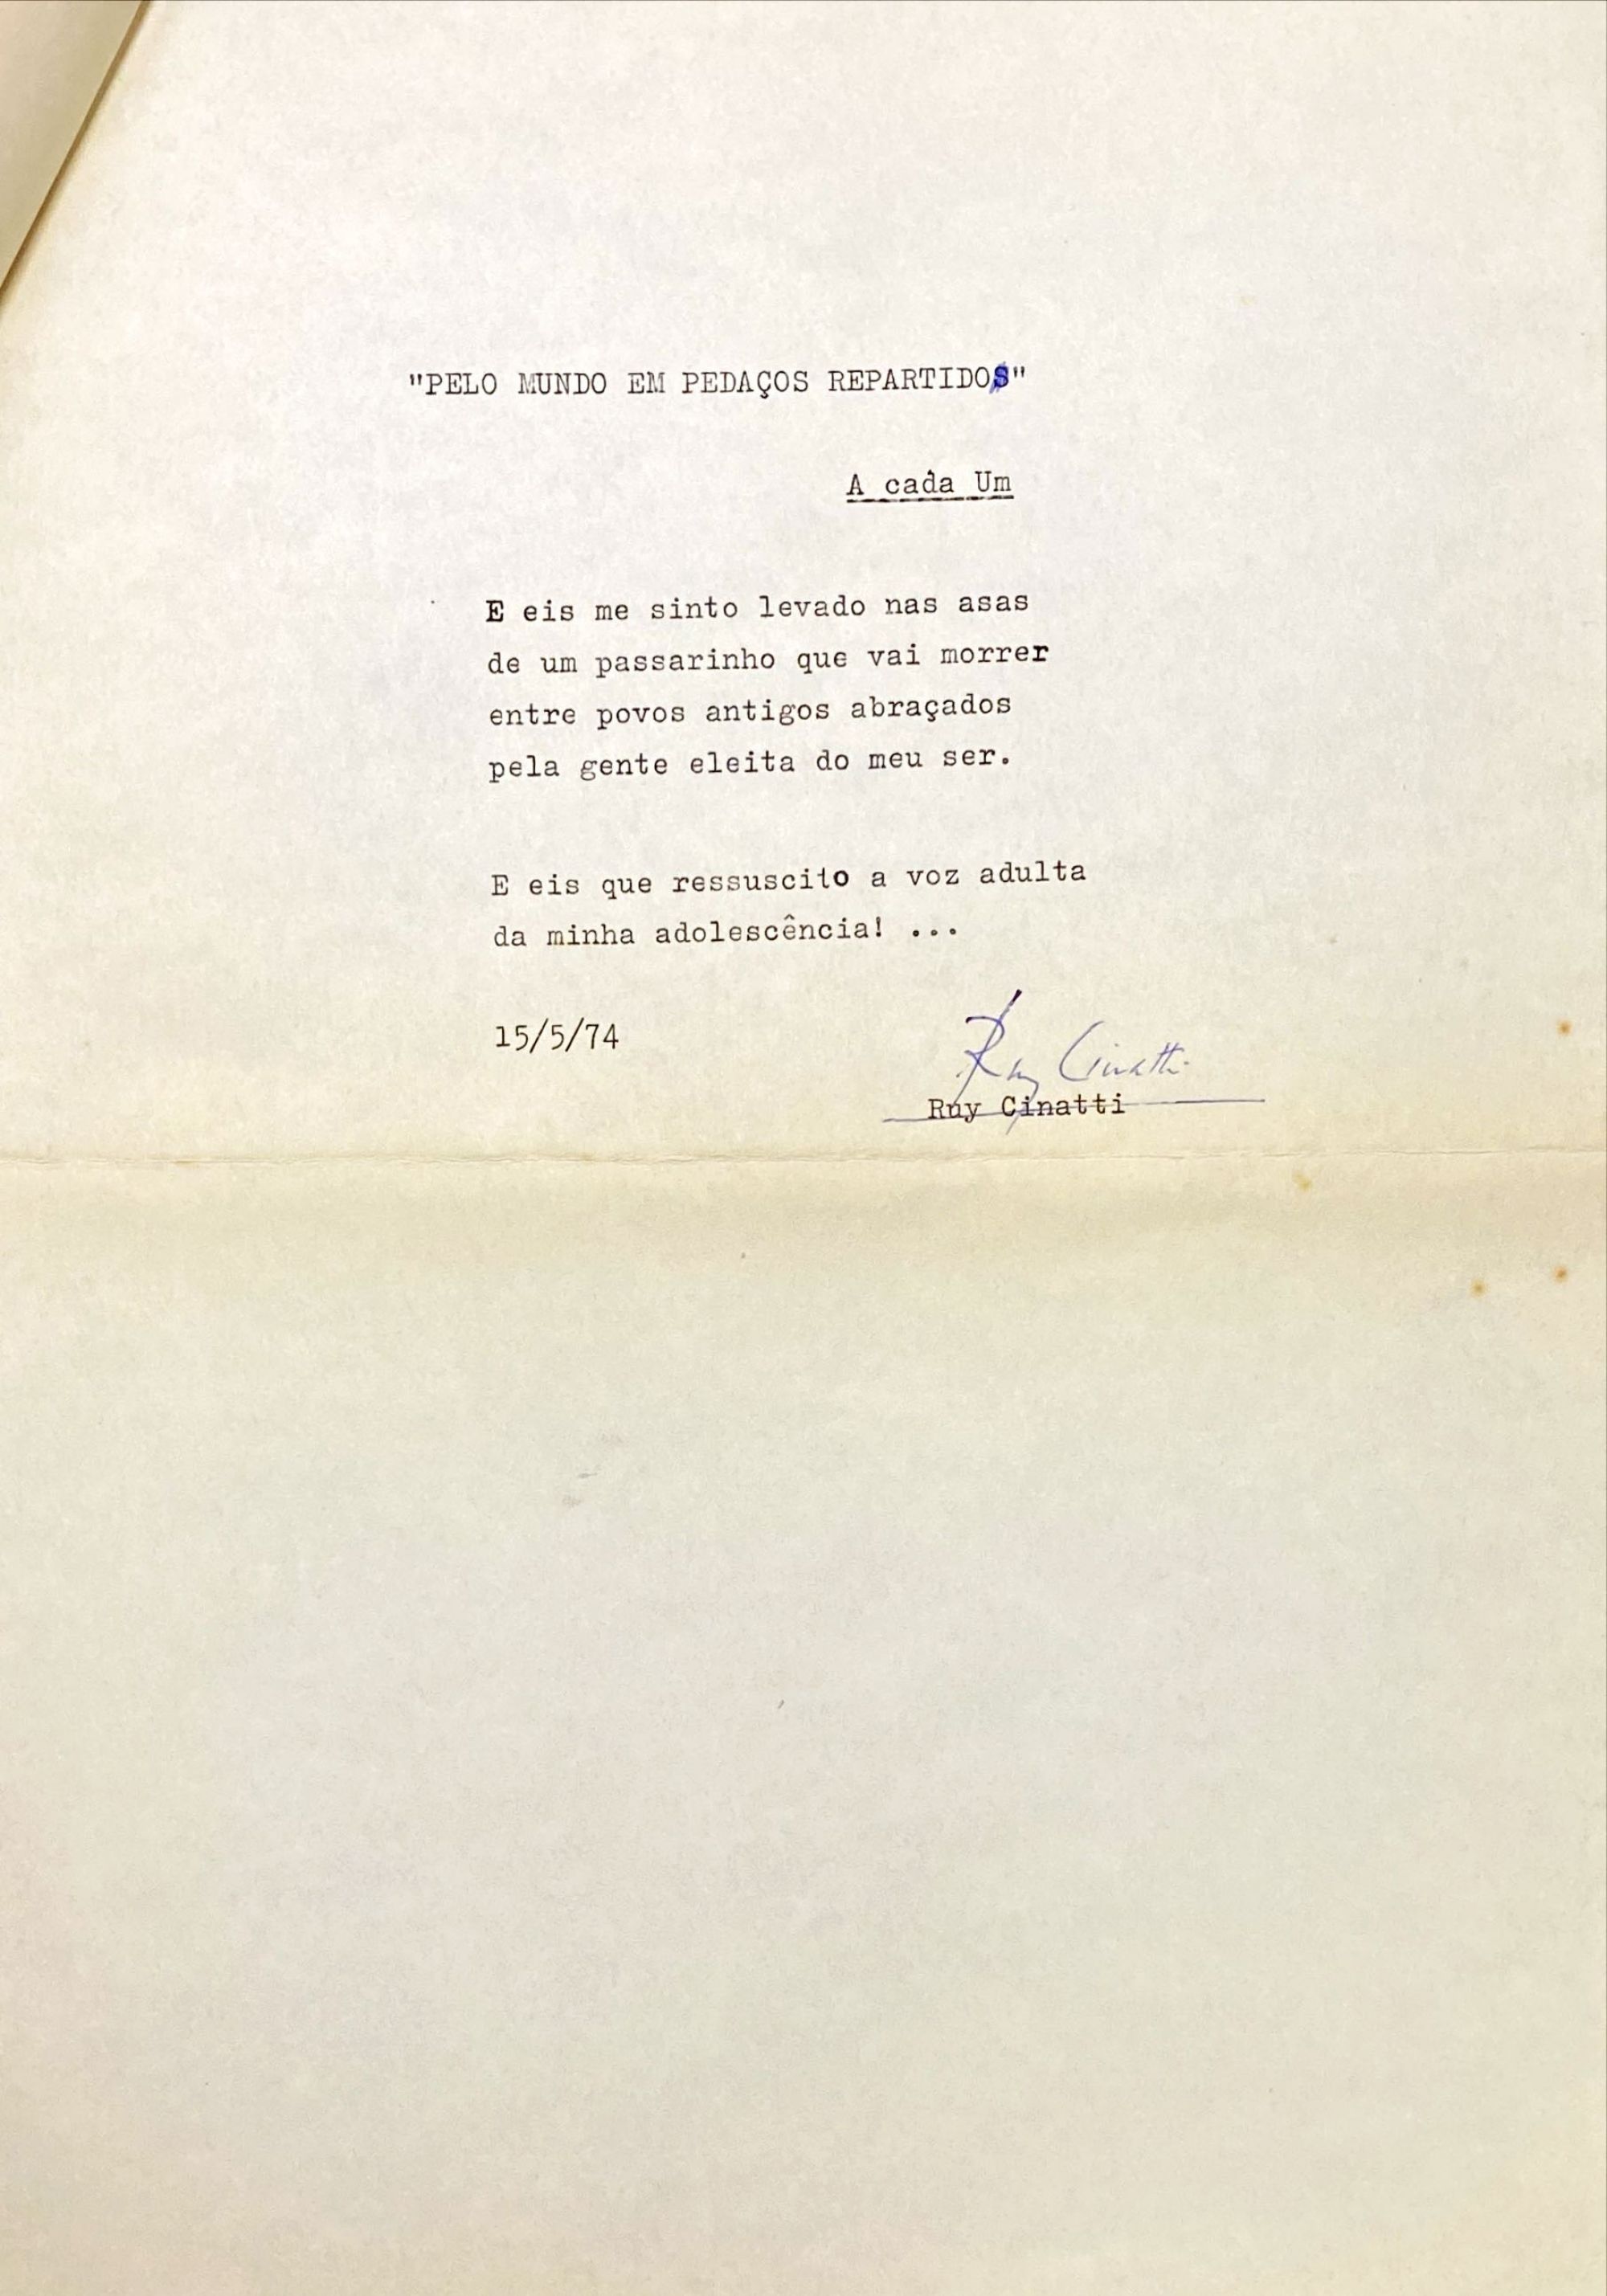 "PELO MUNDO EM PEDAÇOS REPARTIDOS"
A cada Um
E eis me sinto levado nas asas
de um passarinho que vai morrer
entre povos antigos abraçados
pela gente eleita do meu ser.
E eis que ressuscito a voz adulta
da minha adolescência! ...
15/5/74
Ruy Cinatti
Ruy Cinatti